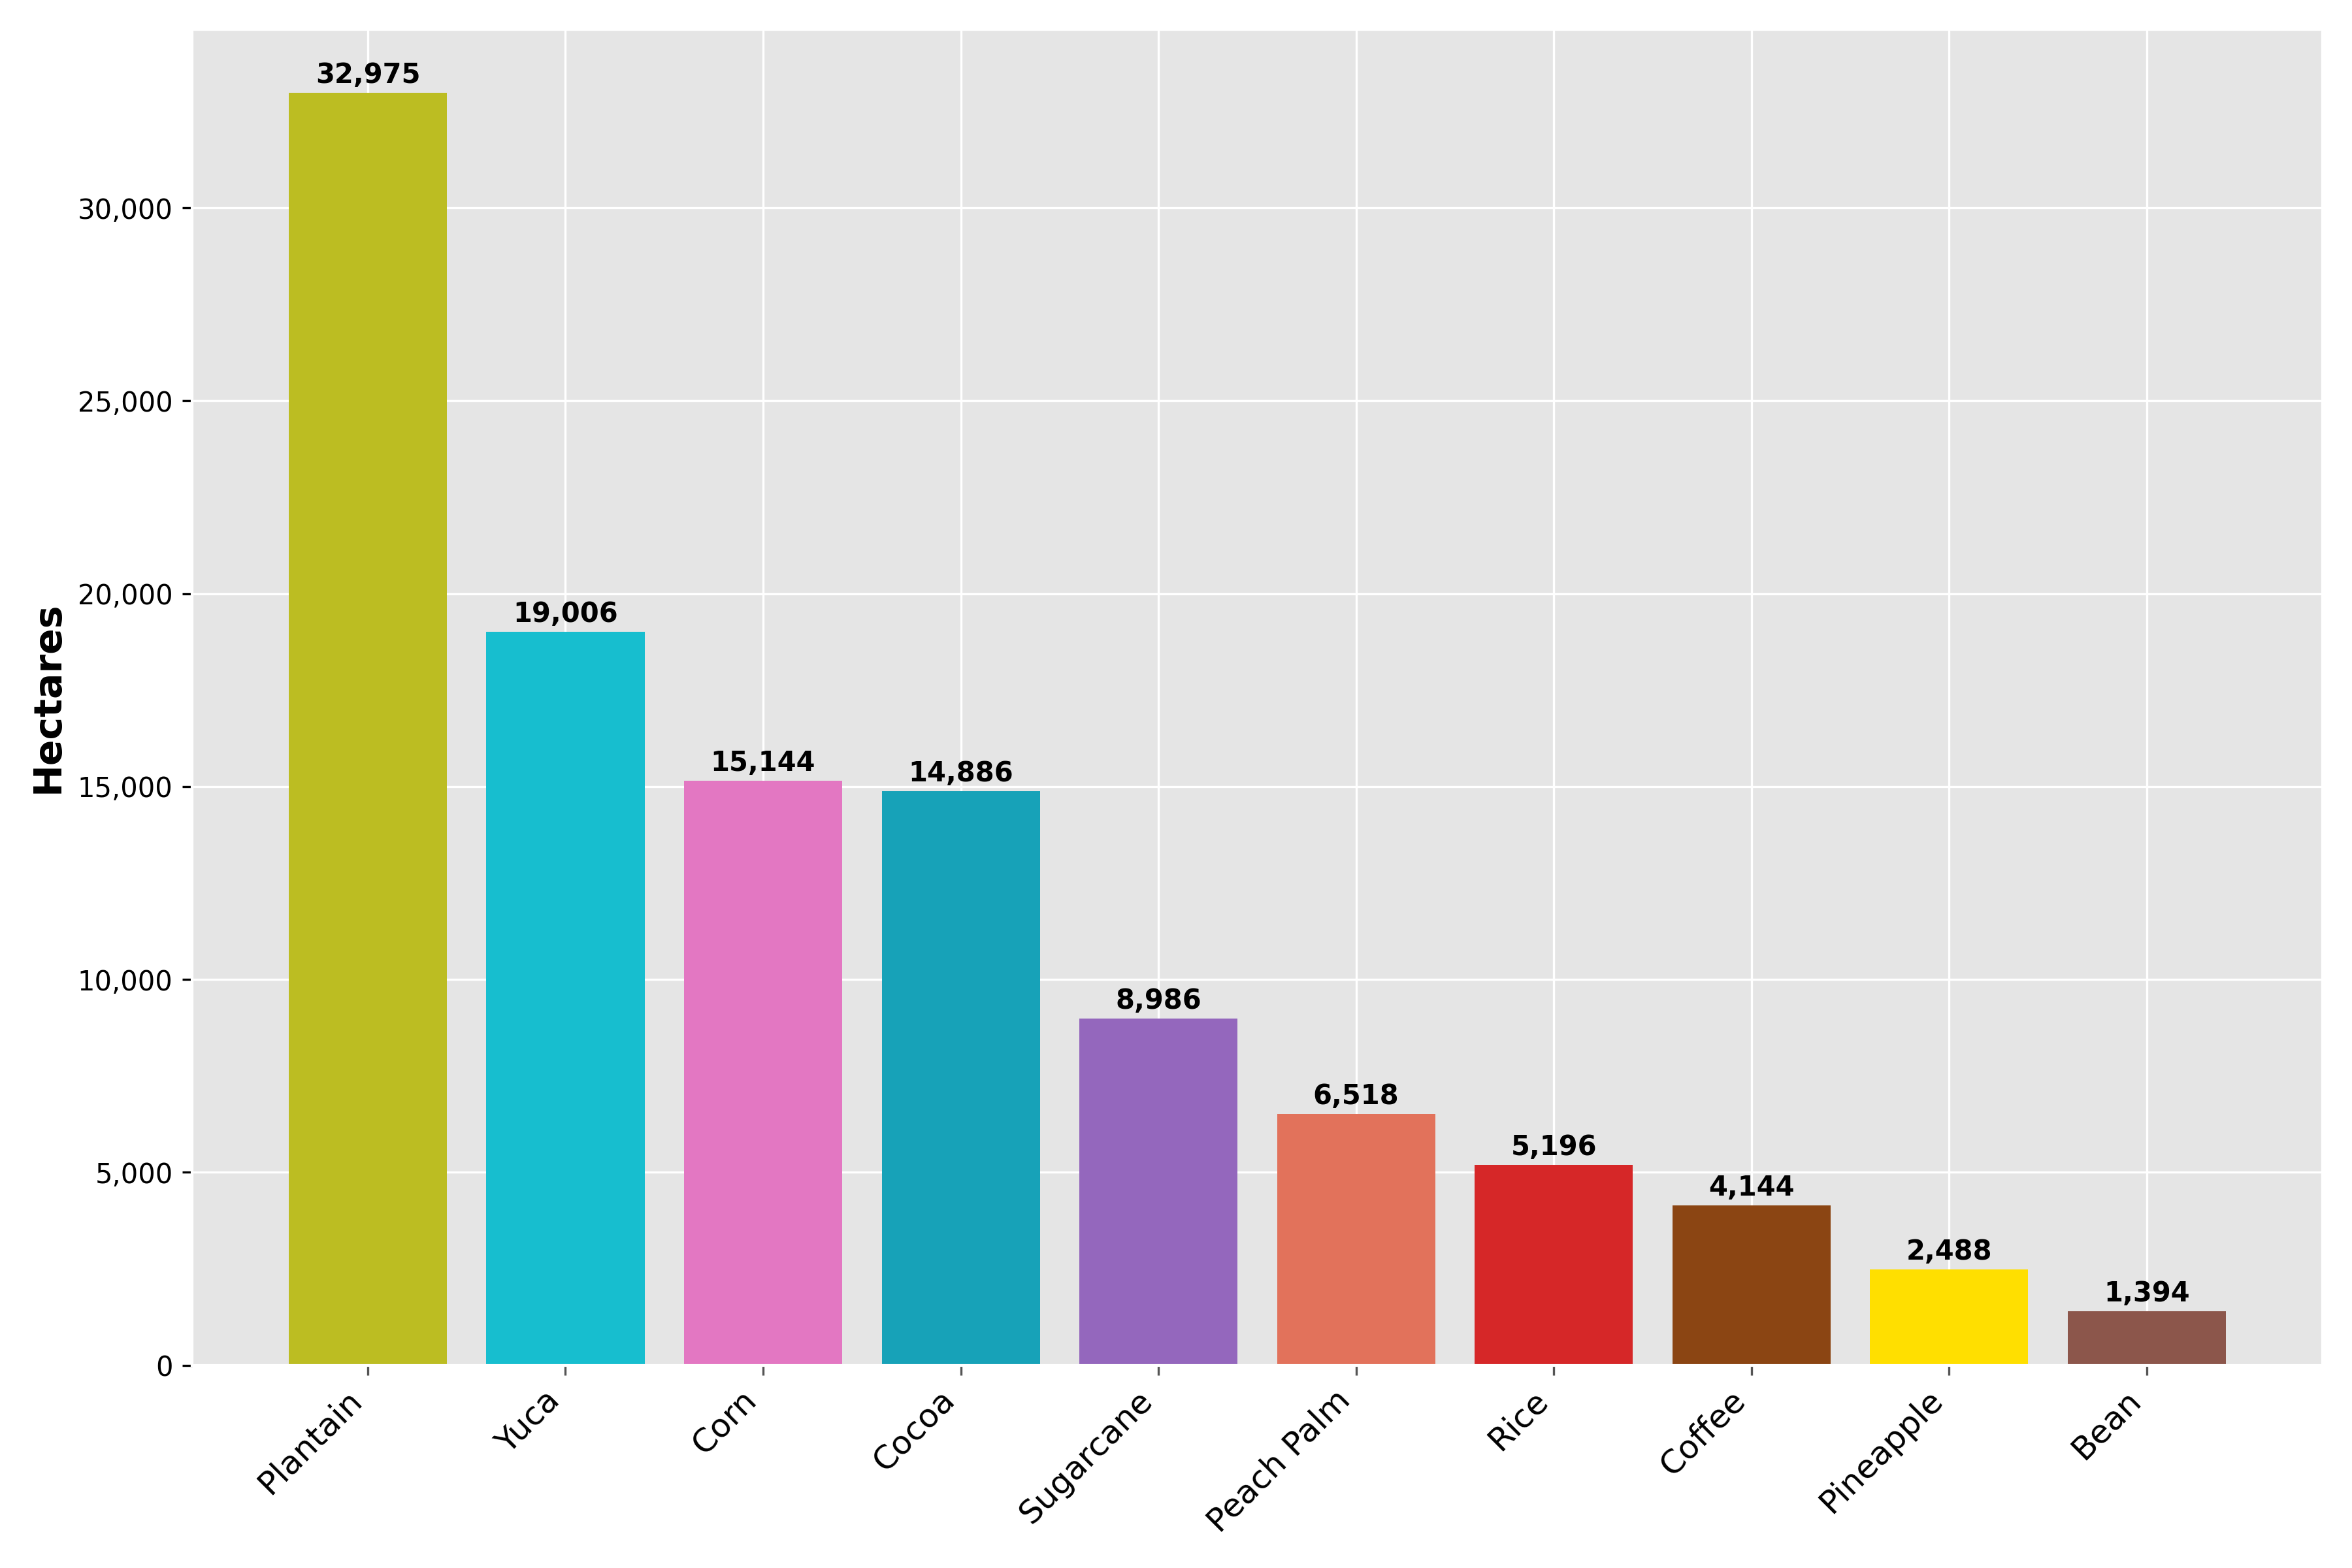 Hectares
30,000
25,000
20,000
15,000
10,000
5,000
0
32,975
19,006
15,144
14,886
8,986
6,518
5,196
4,144
2,488
1,394
Plantain
Yuca
Corn
Cocoa
Sugarcane
Peach Palm
Rice
Coffee
Pineapple
Bean